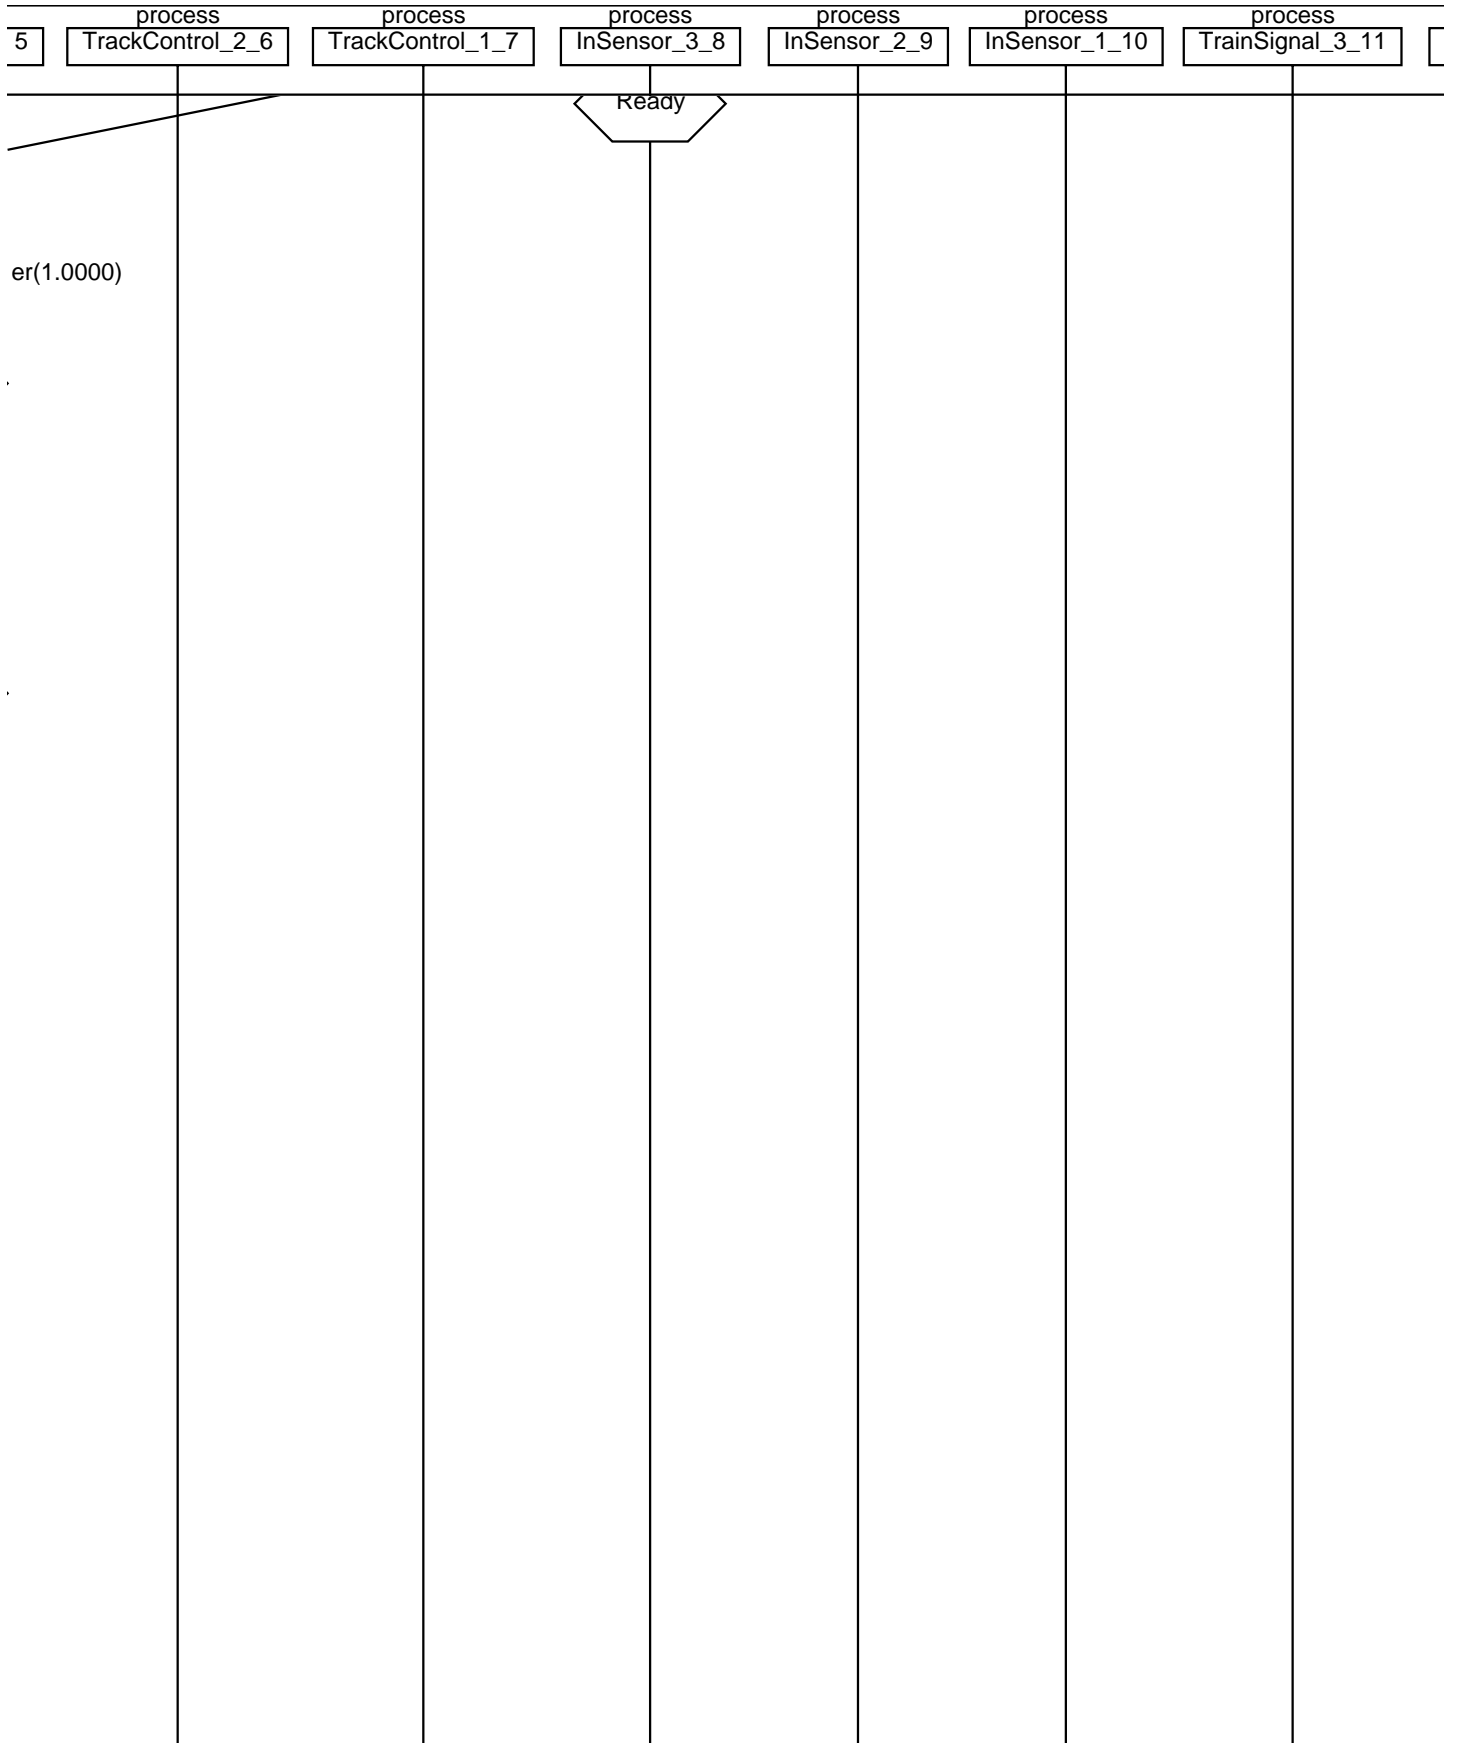 process process process process process process
5 TrackControl_2_6 TrackControl_1_7 InSensor_3_8 InSensor_2_9 InSensor_1_10 TrainSignal_3_11
Ready
er(1.0000)